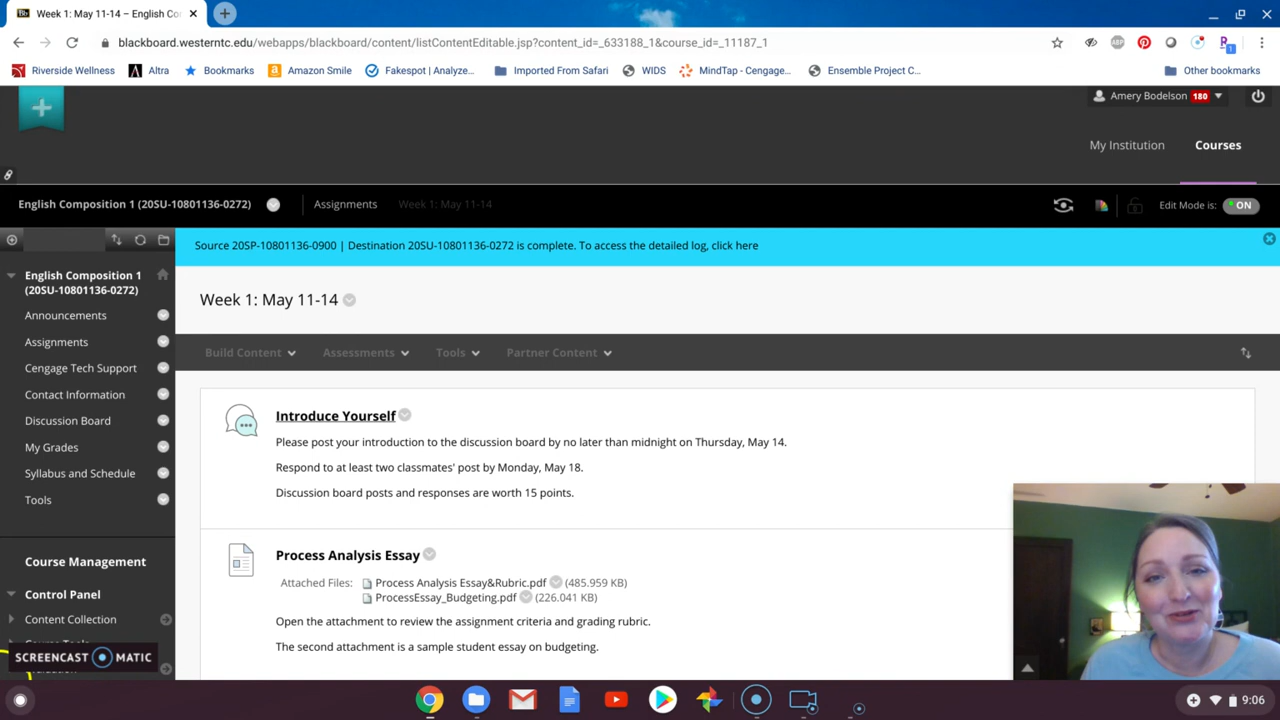 Week 1: May 11-14 – English Co
blackboard.westerntc.edu/webapps/blackboard/content/listContentEditable.jsp?content_id=_633188_1&course_id=_11187_1
ABP
1
Riverside Wellness
Altra
Bookmarks
Amazon Smile
Fakespot | Analyze...
Imported From Safari
WIDS
MindTap - Cengage...
Ensemble Project C...
Other bookmarks
Amery Bodelson 180
My Institution
Courses
English Composition 1 (20SU-10801136-0272)
Assignments
Week 1: May 11-14
Edit Mode is:
ON
Source 20SP-10801136-0900 | Destination 20SU-10801136-0272 is complete. To access the detailed log, click here
English Composition 1
(20SU-10801136-0272)
Announcements
Assignments
Cengage Tech Support
Contact Information
Discussion Board
My Grades
Syllabus and Schedule
Tools
Course Management
Control Panel
Content Collection
SCREENCAST MATIC
Week 1: May 11-14
Build Content
Assessments
Tools
Partner Content
Introduce Yourself
Please post your introduction to the discussion board by no later than midnight on Thursday, May 14.
Respond to at least two classmates' post by Monday, May 18.
Discussion board posts and responses are worth 15 points.
Process Analysis Essay
Attached Files: Process Analysis Essay&Rubric.pdf (485.959 KB)
ProcessEssay_Budgeting.pdf (226.041 KB)
Open the attachment to review the assignment criteria and grading rubric.
The second attachment is a sample student essay on budgeting.
9:06